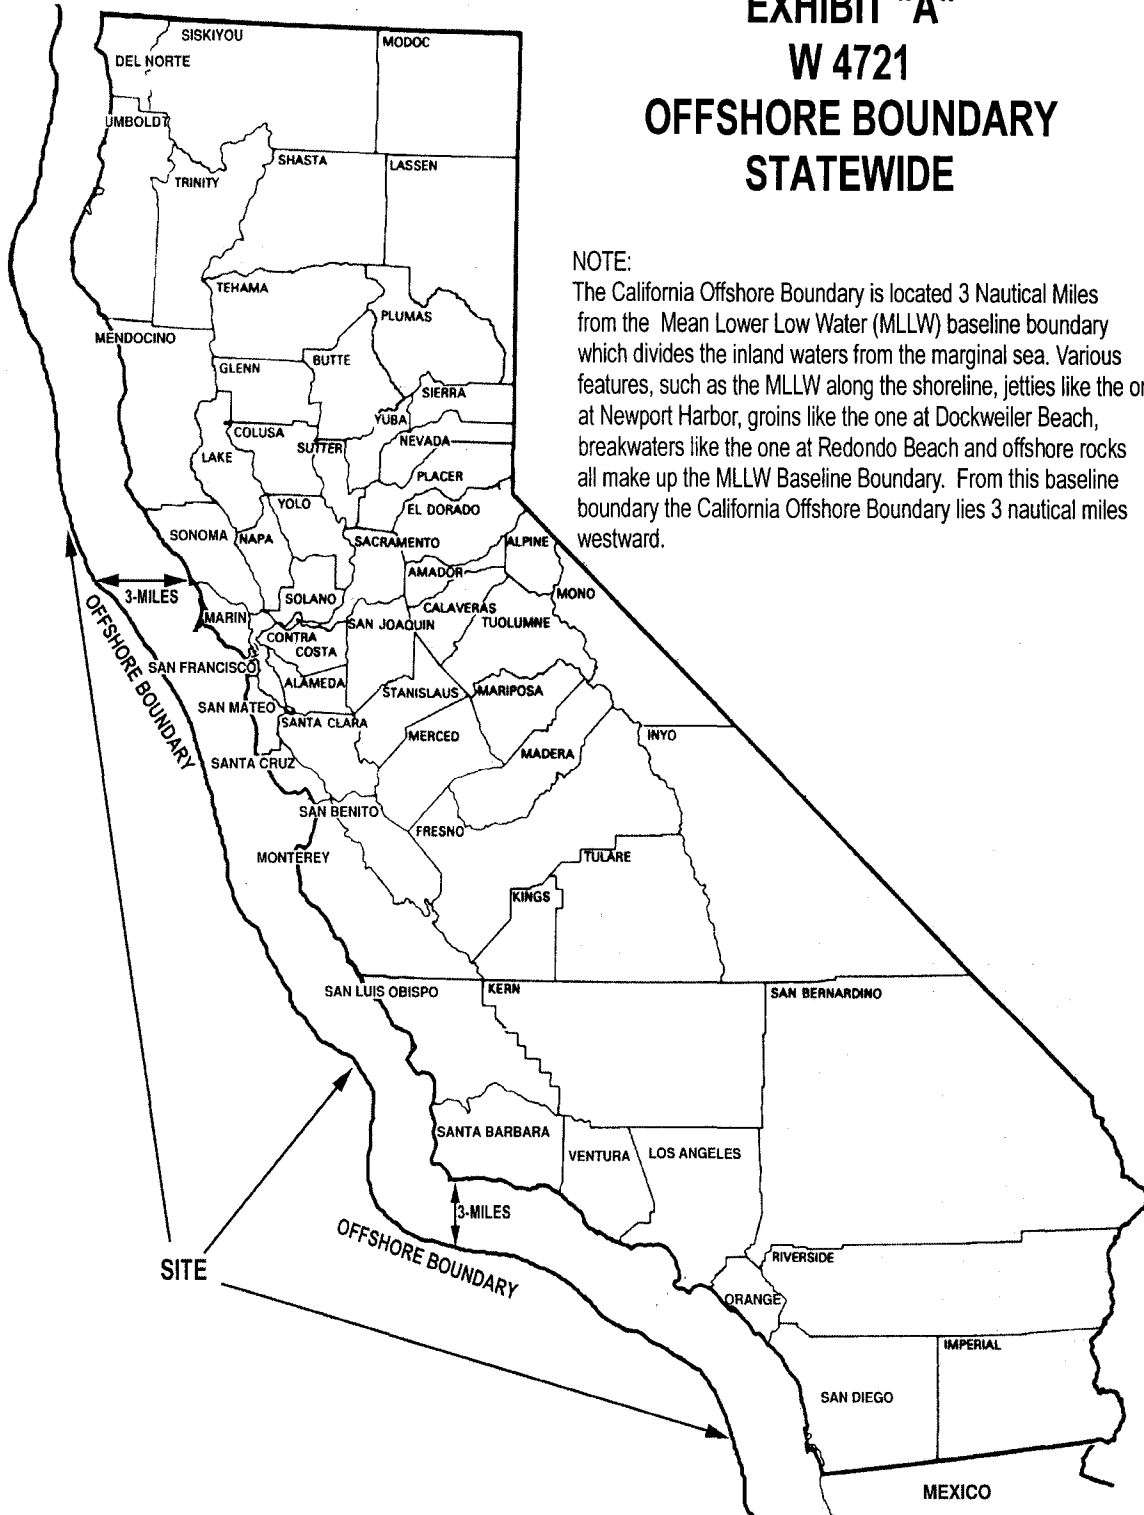 EXHIBIT "A"
W 4721
OFFSHORE BOUNDARY
STATEWIDE
NOTE:
The California Offshore Boundary is located 3 Nautical Miles
from the Mean Lower Low Water (MLLW) baseline boundary
which divides the inland waters from the marginal sea. Various
features, such as the MLLW along the shoreline, jetties like the on
at Newport Harbor, groins like the one at Dockweiler Beach,
breakwaters like the one at Redondo Beach and offshore rocks
all make up the MLLW Baseline Boundary. From this baseline
boundary the California Offshore Boundary lies 3 nautical miles
westward.
SISKIYOU
MODOC
DEL NORTE
UMBOLDT
SHASTA
LASSEN
TRINITY
TEHAMA
PLUMAS
MENDOCINO
BUTTE
GLENN
SIERRA
YUBA
COLUSA
NEVADA
SUTTER
LAKE
PLACER
YOLO
EL DORADO
SONOMA
NAPA
SACRAMENTO
ALPINE
AMADOR
3-MILES
SOLANO
MONO
CALAVERAS
MARIN
SAN JOAQUIN
TUOLUMNE
CONTRA
COSTA
OFFSHORE BOUNDARY
SAN FRANCISCO
ALAMEDA
STANISLAUS
MARIPOSA
SAN MATEO
SANTA CLARA
MERCED
INYO
MADERA
SANTA CRUZ
SAN BENITO
FRESNO
MONTEREY
TULARE
KINGS
SAN LUIS OBISPO
KERN
SAN BERNARDINO
SANTA BARBARA
VENTURA
LOS ANGELES
3-MILES
OFFSHORE BOUNDARY
SITE
RIVERSIDE
ORANGE
IMPERIAL
SAN DIEGO
MEXICO